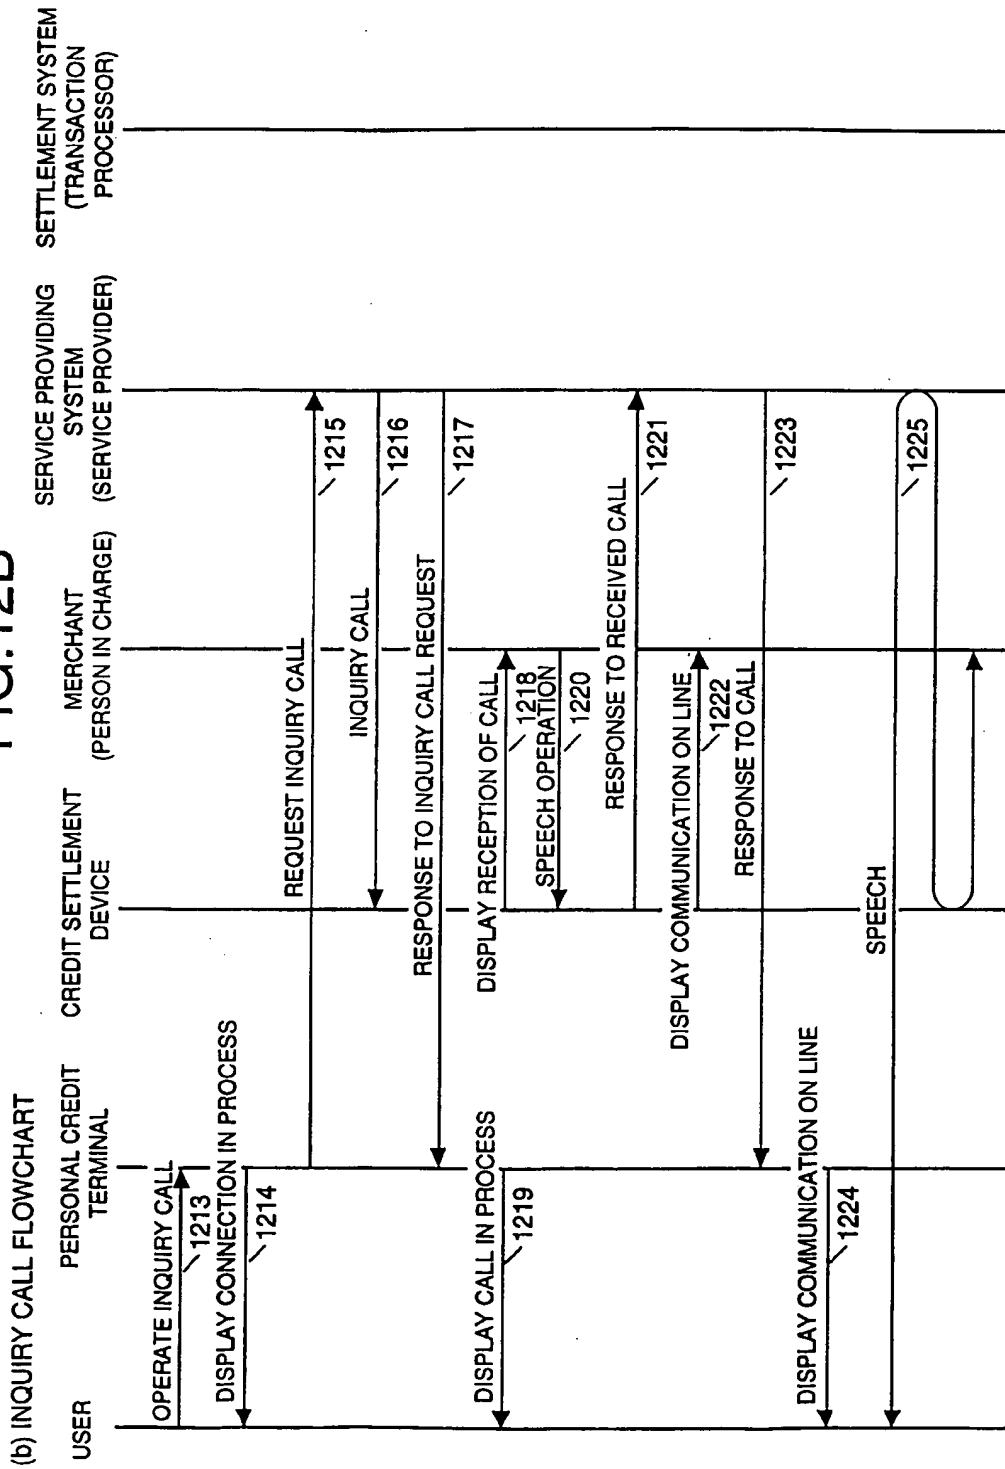 FIG. 12B
(b) INQUIRY CALL FLOWCHART
USER
PERSONAL CREDIT
TERMINAL
CREDIT SETTLEMENT
DEVICE
MERCHANT
(PERSON IN CHARGE)
SERVICE PROVIDING
SYSTEM
(SERVICE PROVIDER)
SETTLEMENT SYSTEM
(TRANSACTION
PROCESSOR)
OPERATE INQUIRY CALL
1213
DISPLAY CONNECTION IN PROCESS
1214
REQUEST INQUIRY CALL
1215
INQUIRY CALL
1216
RESPONSE TO INQUIRY CALL REQUEST
1217
DISPLAY RECEPTION OF CALL
1218
DISPLAY CALL IN PROCESS
1219
SPEECH OPERATION
1220
RESPONSE TO RECEIVED CALL
1221
DISPLAY COMMUNICATION ON LINE
1222
RESPONSE TO CALL
1223
DISPLAY COMMUNICATION ON LINE
1224
SPEECH
1225